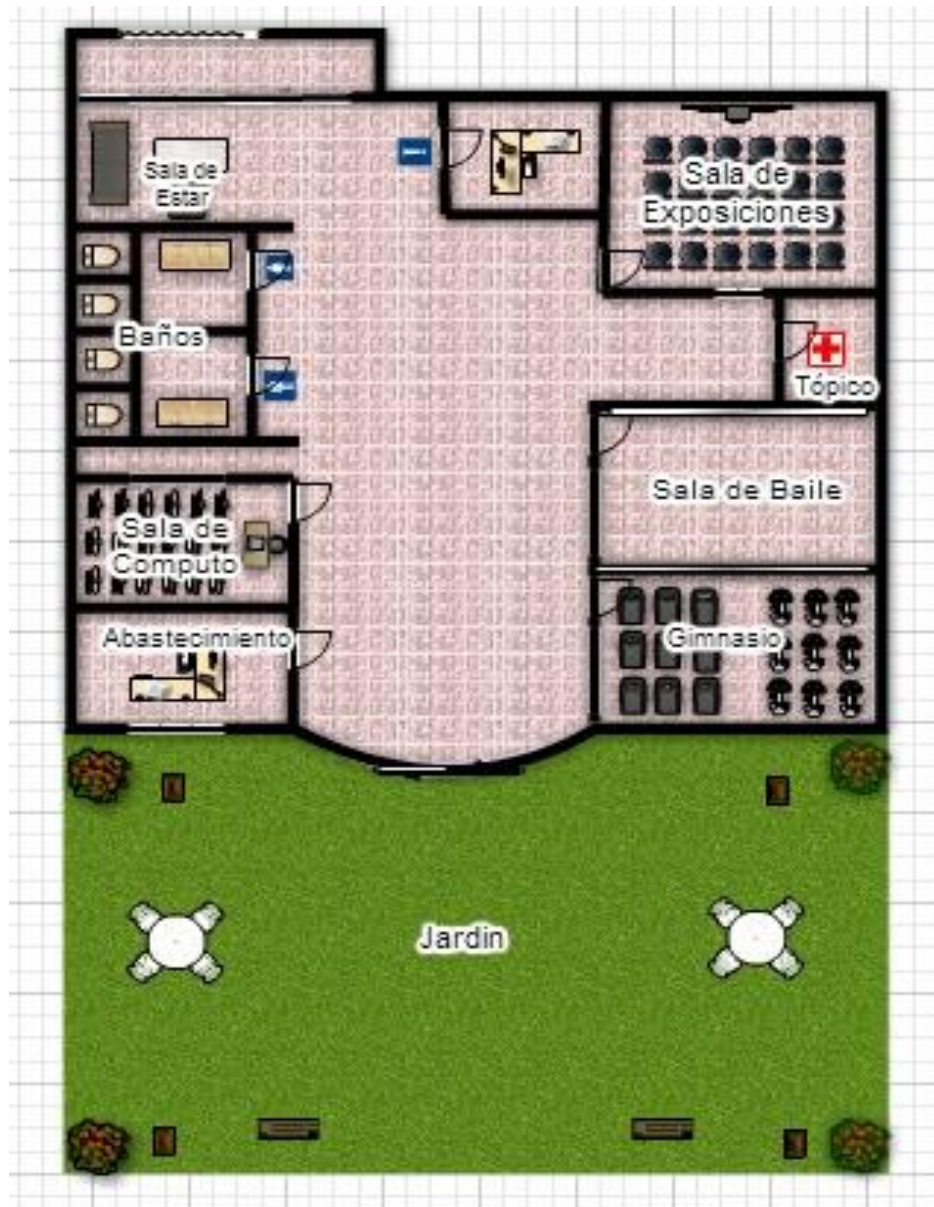 Sala de
Estar
Sala de
Exposiciones
Baños
Tópico
Sala de Baile
Sala de
Computo
Abastecimiento
Gimnasio
Jardin